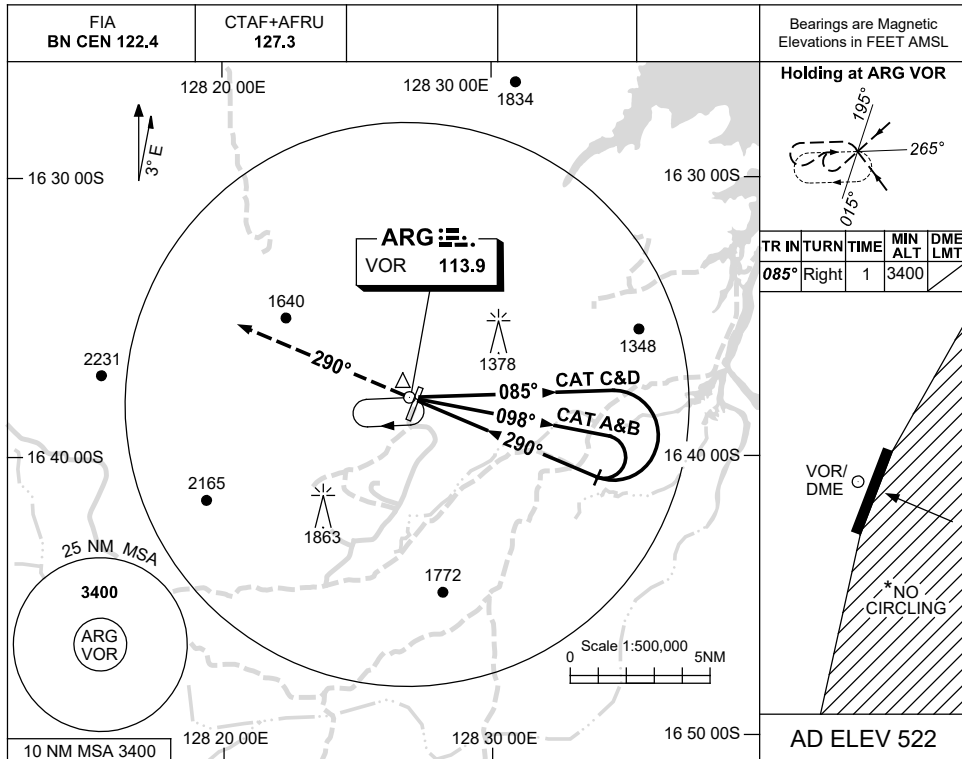 FIA
BN CEN 122.4
CTAF+AFRU
127.3
Bearings are Magnetic
Elevations in FEET AMSL
128 20 00E
128 30 00E
1834
3° E
16 30 00S
16 30 00S
ARG
VOR 113.9
1640
2231
290°
1378
1348
085° CAT C&D
098° CAT A&B
290°
16 40 00S
16 40 00S
2165
1863
1772
25 NM MSA
3400
ARG
VOR
Scale 1:500,000
0 5NM
10 NM MSA 3400
128 20 00E
128 30 00E
16 50 00S
Holding at ARG VOR
195°
265°
015°
TR IN TURN TIME MIN ALT DME LMT
085° Right 1 3400
VOR/
DME
*NO
CIRCLING
AD ELEV 522